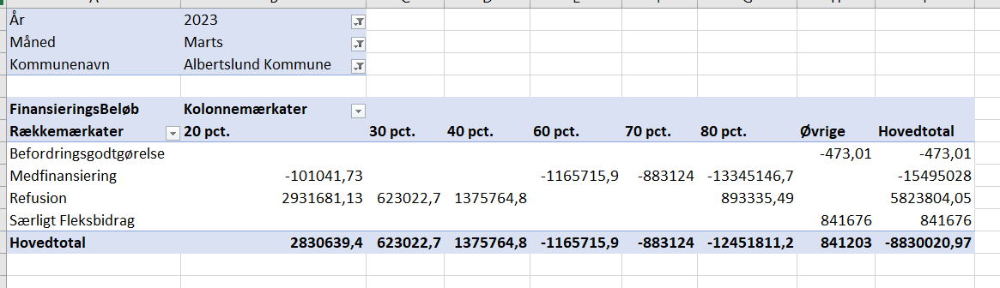 År 2023
Måned Marts
Kommunenavn Albertslund Kommune
FinansieringsBeløb Kolonnemærkater
Rækkemærkater 20 pct. 30 pct. 40 pct. 60 pct. 70 pct. 80 pct. Øvrige Hovedtotal
Befordringsgodtgørelse -473,01 -473,01
Medfinansiering -101041,73 -1165715,9 -883124 -13345146,7 -15495028
Refusion 2931681,13 623022,7 1375764,8 893335,49 5823804,05
Særligt Fleksbidrag 841676 841676
Hovedtotal 2830639,4 623022,7 1375764,8 -1165715,9 -883124 -12451811,2 841203 -8830020,97